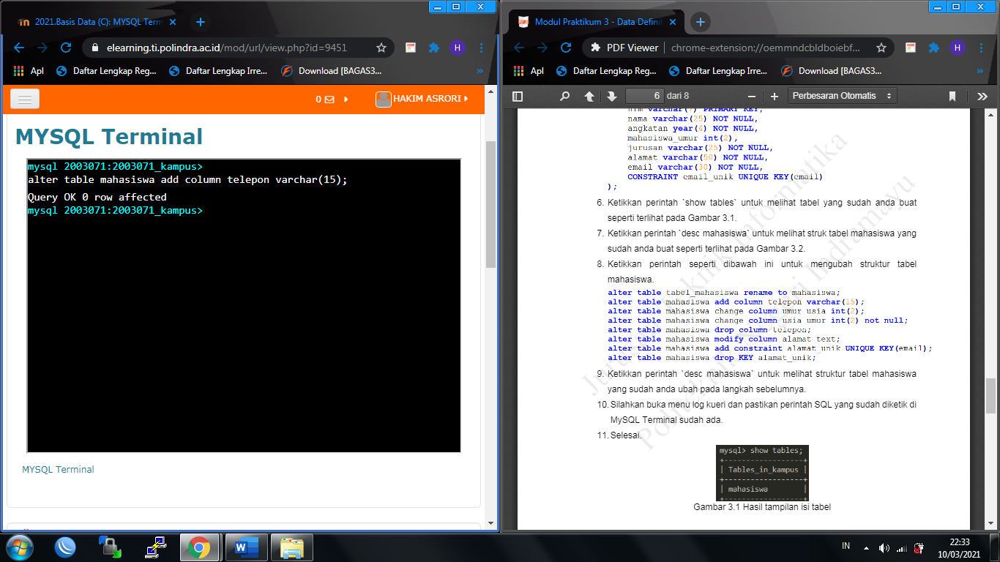 2021.Basis Data (C): MYSQL Term
elearning.ti.polindra.ac.id/mod/url/view.php?id=9451
H
Apl
Daftar Lengkap Reg...
Daftar Lengkap Irre...
Download [BAGAS3...
»
0
HAKIM ASRORI
MYSQL Terminal
mysql 2003071:2003071_kampus>
alter table mahasiswa add column telepon varchar(15);
Query OK 0 row affected
mysql 2003071:2003071_kampus>
MYSQL Terminal
Modul Praktikum 3 - Data Definit
PDF Viewer | chrome-extension://oemmndcbldboiebf...
H
Apl
Daftar Lengkap Reg...
Daftar Lengkap Irre...
Download [BAGAS3...
»
6 dari 8
Perbesaran Otomatis
nim varchar(7) PRIMARY KEY,
nama varchar(25) NOT NULL,
angkatan year(4) NOT NULL,
mahasiswa_umur int(2),
jurusan varchar(25) NOT NULL,
alamat varchar(50) NOT NULL,
email varchar(30) NOT NULL,
CONSTRAINT email_unik UNIQUE KEY(email)
);
6. Ketikkan perintah `show tables` untuk melihat tabel yang sudah anda buat
seperti terlihat pada Gambar 3.1.
7. Ketikkan perintah `desc mahasiswa` untuk melihat struk tabel mahasiswa yang
sudah anda buat seperti terlihat pada Gambar 3.2.
8. Ketikkan perintah seperti dibawah ini untuk mengubah struktur tabel
mahasiswa.
alter table tabel_mahasiswa rename to mahasiswa;
alter table mahasiswa add column telepon varchar(15);
alter table mahasiswa change column umur usia int(2);
alter table mahasiswa change column usia umur int(2) not null;
alter table mahasiswa drop column telepon;
alter table mahasiswa modify column alamat text;
alter table mahasiswa add constraint alamat_unik UNIQUE KEY(email);
alter table mahasiswa drop KEY alamat_unik;
9. Ketikkan perintah `desc mahasiswa` untuk melihat struktur tabel mahasiswa
yang sudah anda ubah pada langkah sebelumnya.
10. Silahkan buka menu log kueri dan pastikan perintah SQL yang sudah diketik di
MySQL Terminal sudah ada.
11. Selesai.
mysql> show tables;
+------------------+
| Tables_in_kampus |
+------------------+
| mahasiswa        |
+------------------+
Gambar 3.1 Hasil tampilan isi tabel
Informatika
Indramayu
IN
22:33
10/03/2021